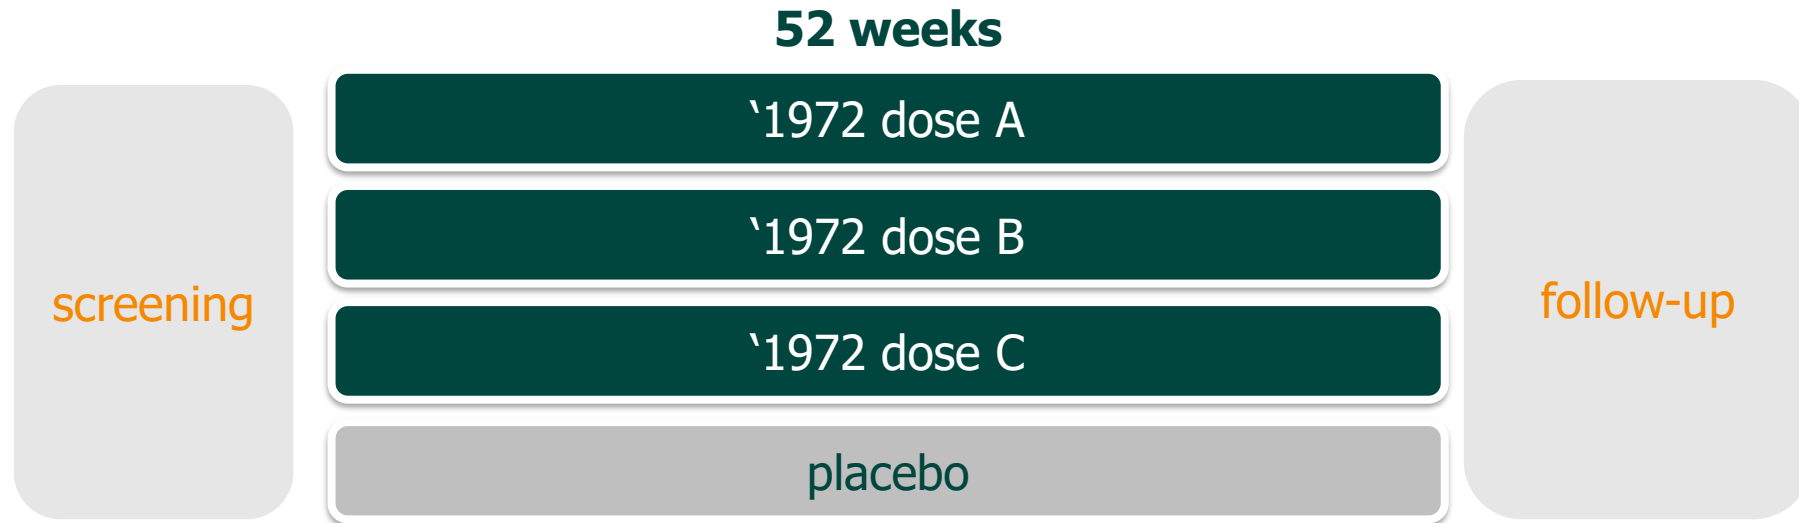 52 weeks
screening
‘1972 dose A
‘1972 dose B
‘1972 dose C
placebo
follow-up